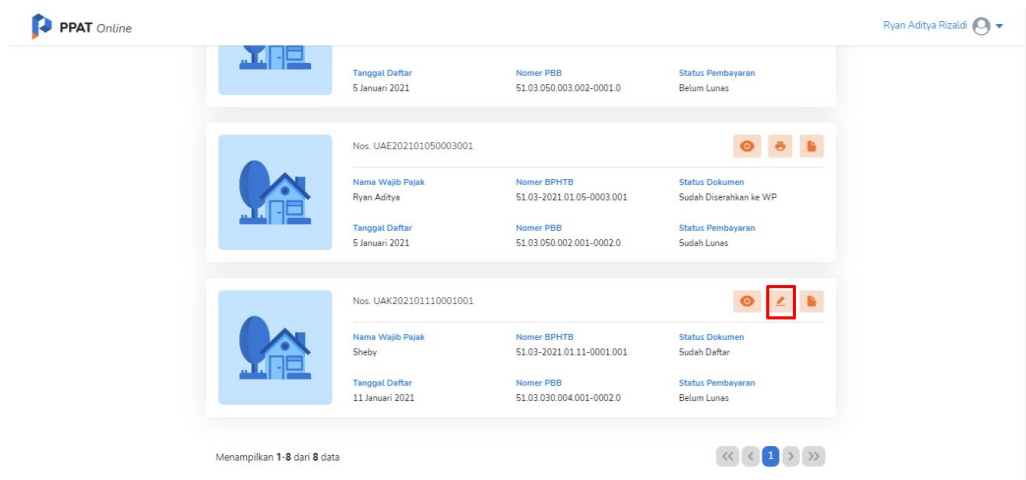 PPAT Online
Ryan Aditya Rizaldi
Tanggal Daftar Nomer PBB Status Pembayaran
5 Januari 2021 51.03.050.003.002-0001.0 Belum Lunas
Nos. UAE202101050003001
Nama Wajib Pajak Nomer BPHTB Status Dokumen
Ryan Aditya 51.03-2021.01.05-0003.001 Sudah Diserahkan ke WP
Tanggal Daftar Nomer PBB Status Pembayaran
5 Januari 2021 51.03.050.002.001-0002.0 Sudah Lunas
Nos. UAK202101110001001
Nama Wajib Pajak Nomer BPHTB Status Dokumen
Sheby 51.03-2021.01.11-0001.001 Sudah Daftar
Tanggal Daftar Nomer PBB Status Pembayaran
11 Januari 2021 51.03.030.004.001-0002.0 Belum Lunas
Menampilkan 1-8 dari 8 data << < 1 > >>